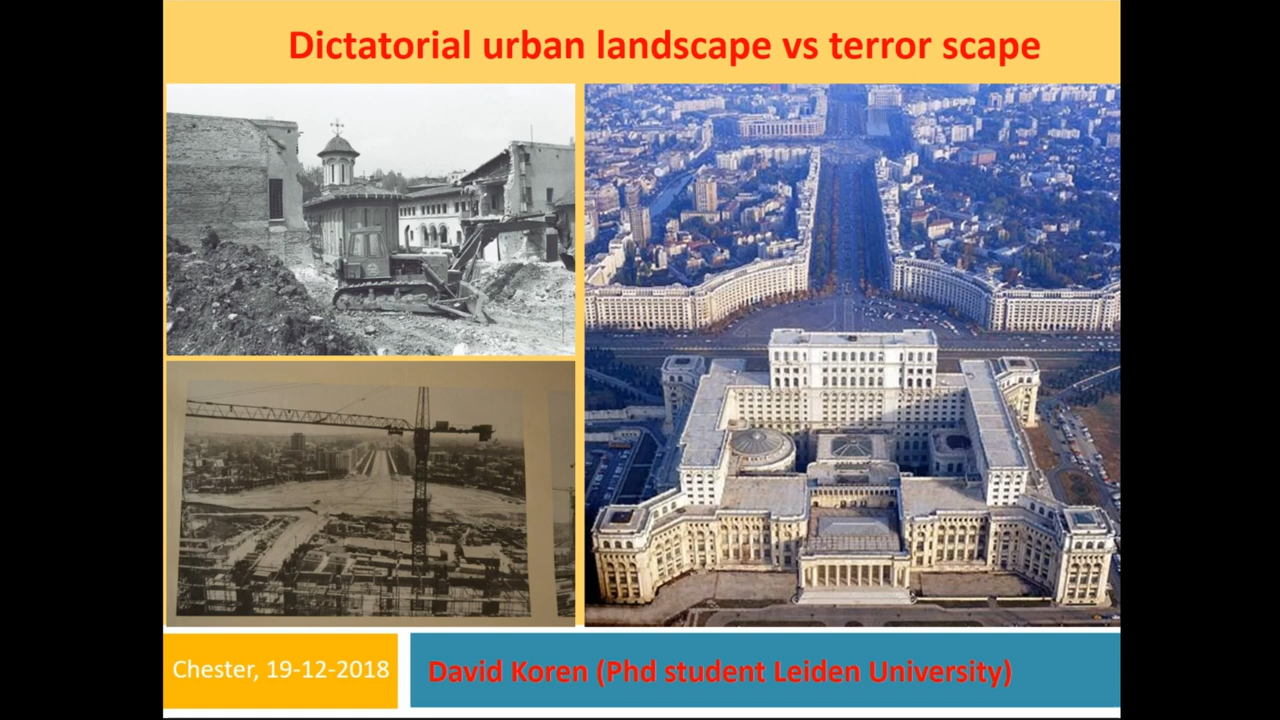 Dictatorial urban landscape vs terror scape
Chester, 19-12-2018
David Koren (Phd student Leiden University)